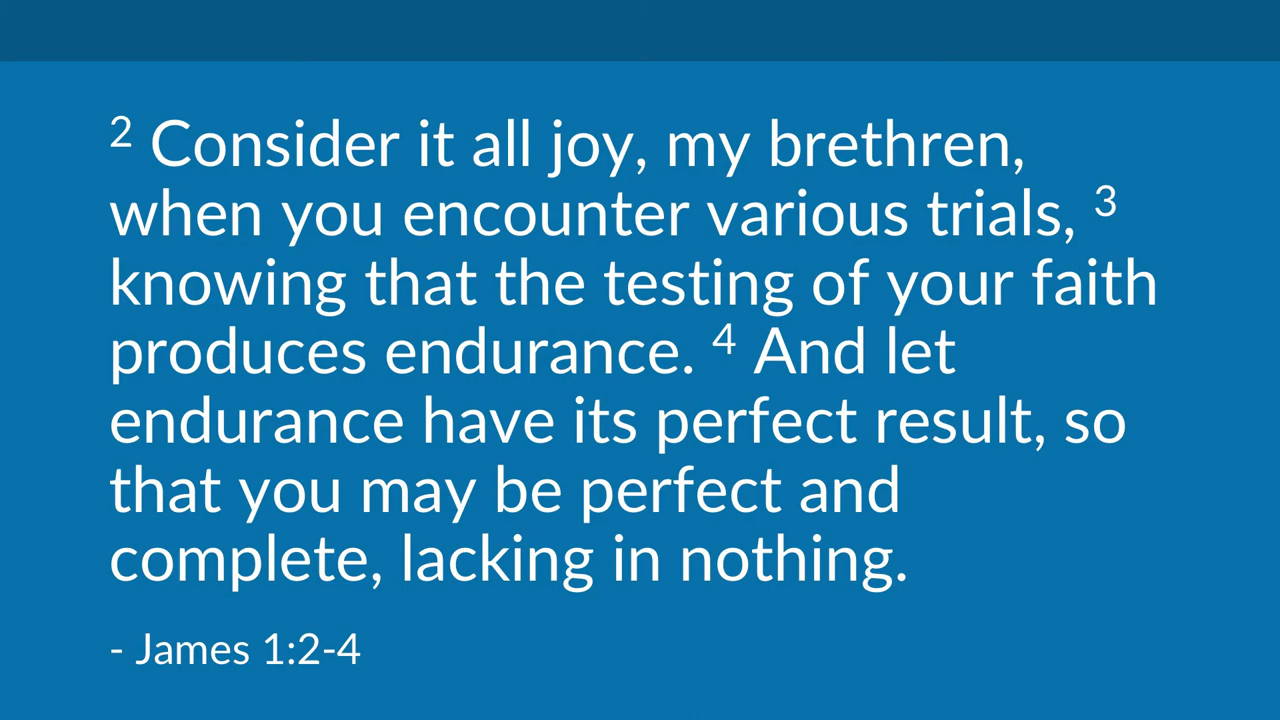 2 Consider it all joy, my brethren,
when you encounter various trials, 3
knowing that the testing of your faith
produces endurance. 4 And let
endurance have its perfect result, so
that you may be perfect and
complete, lacking in nothing.
- James 1:2-4